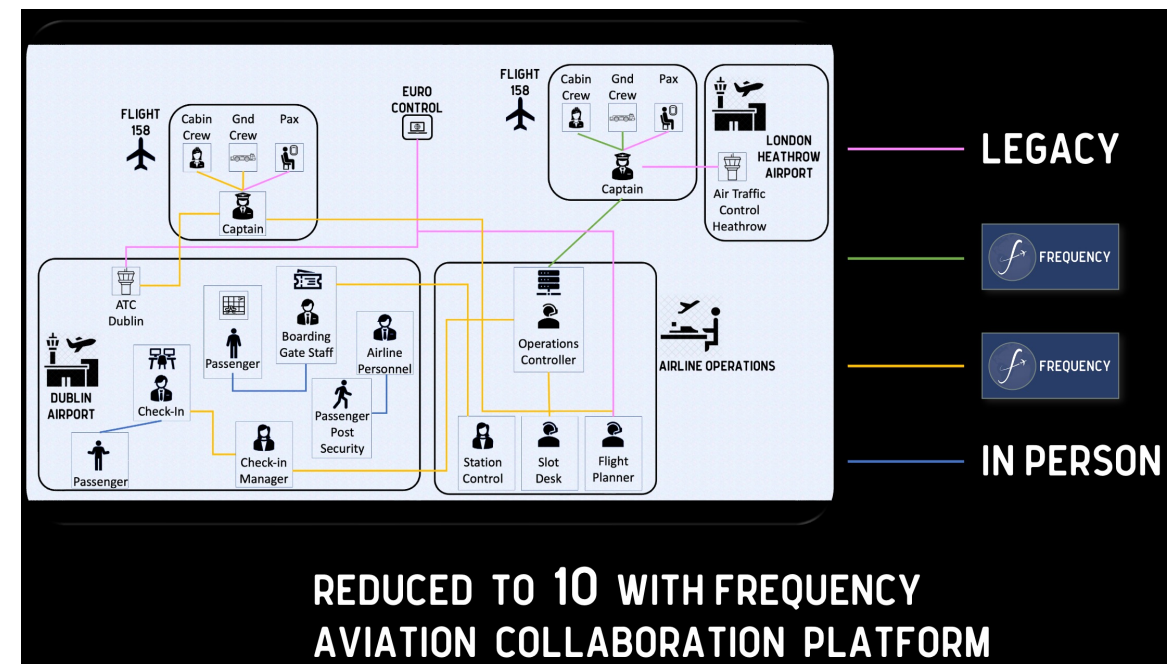 FLIGHT
158
Cabin
Crew
Gnd
Crew
Pax
Captain
EURO
CONTROL
FLIGHT
158
Cabin
Crew
Gnd
Crew
Pax
Captain
LONDON
HEATHROW
AIRPORT
Air Traffic
Control
Heathrow
ATC
Dublin
DUBLIN
AIRPORT
Passenger
Boarding
Gate Staff
Airline
Personnel
Check-In
Passenger
Post
Security
Passenger
Check-in
Manager
Operations
Controller
AIRLINE OPERATIONS
Station
Control
Slot
Desk
Flight
Planner
LEGACY
f FREQUENCY
f FREQUENCY
IN PERSON
REDUCED TO 10 WITH FREQUENCY
AVIATION COLLABORATION PLATFORM